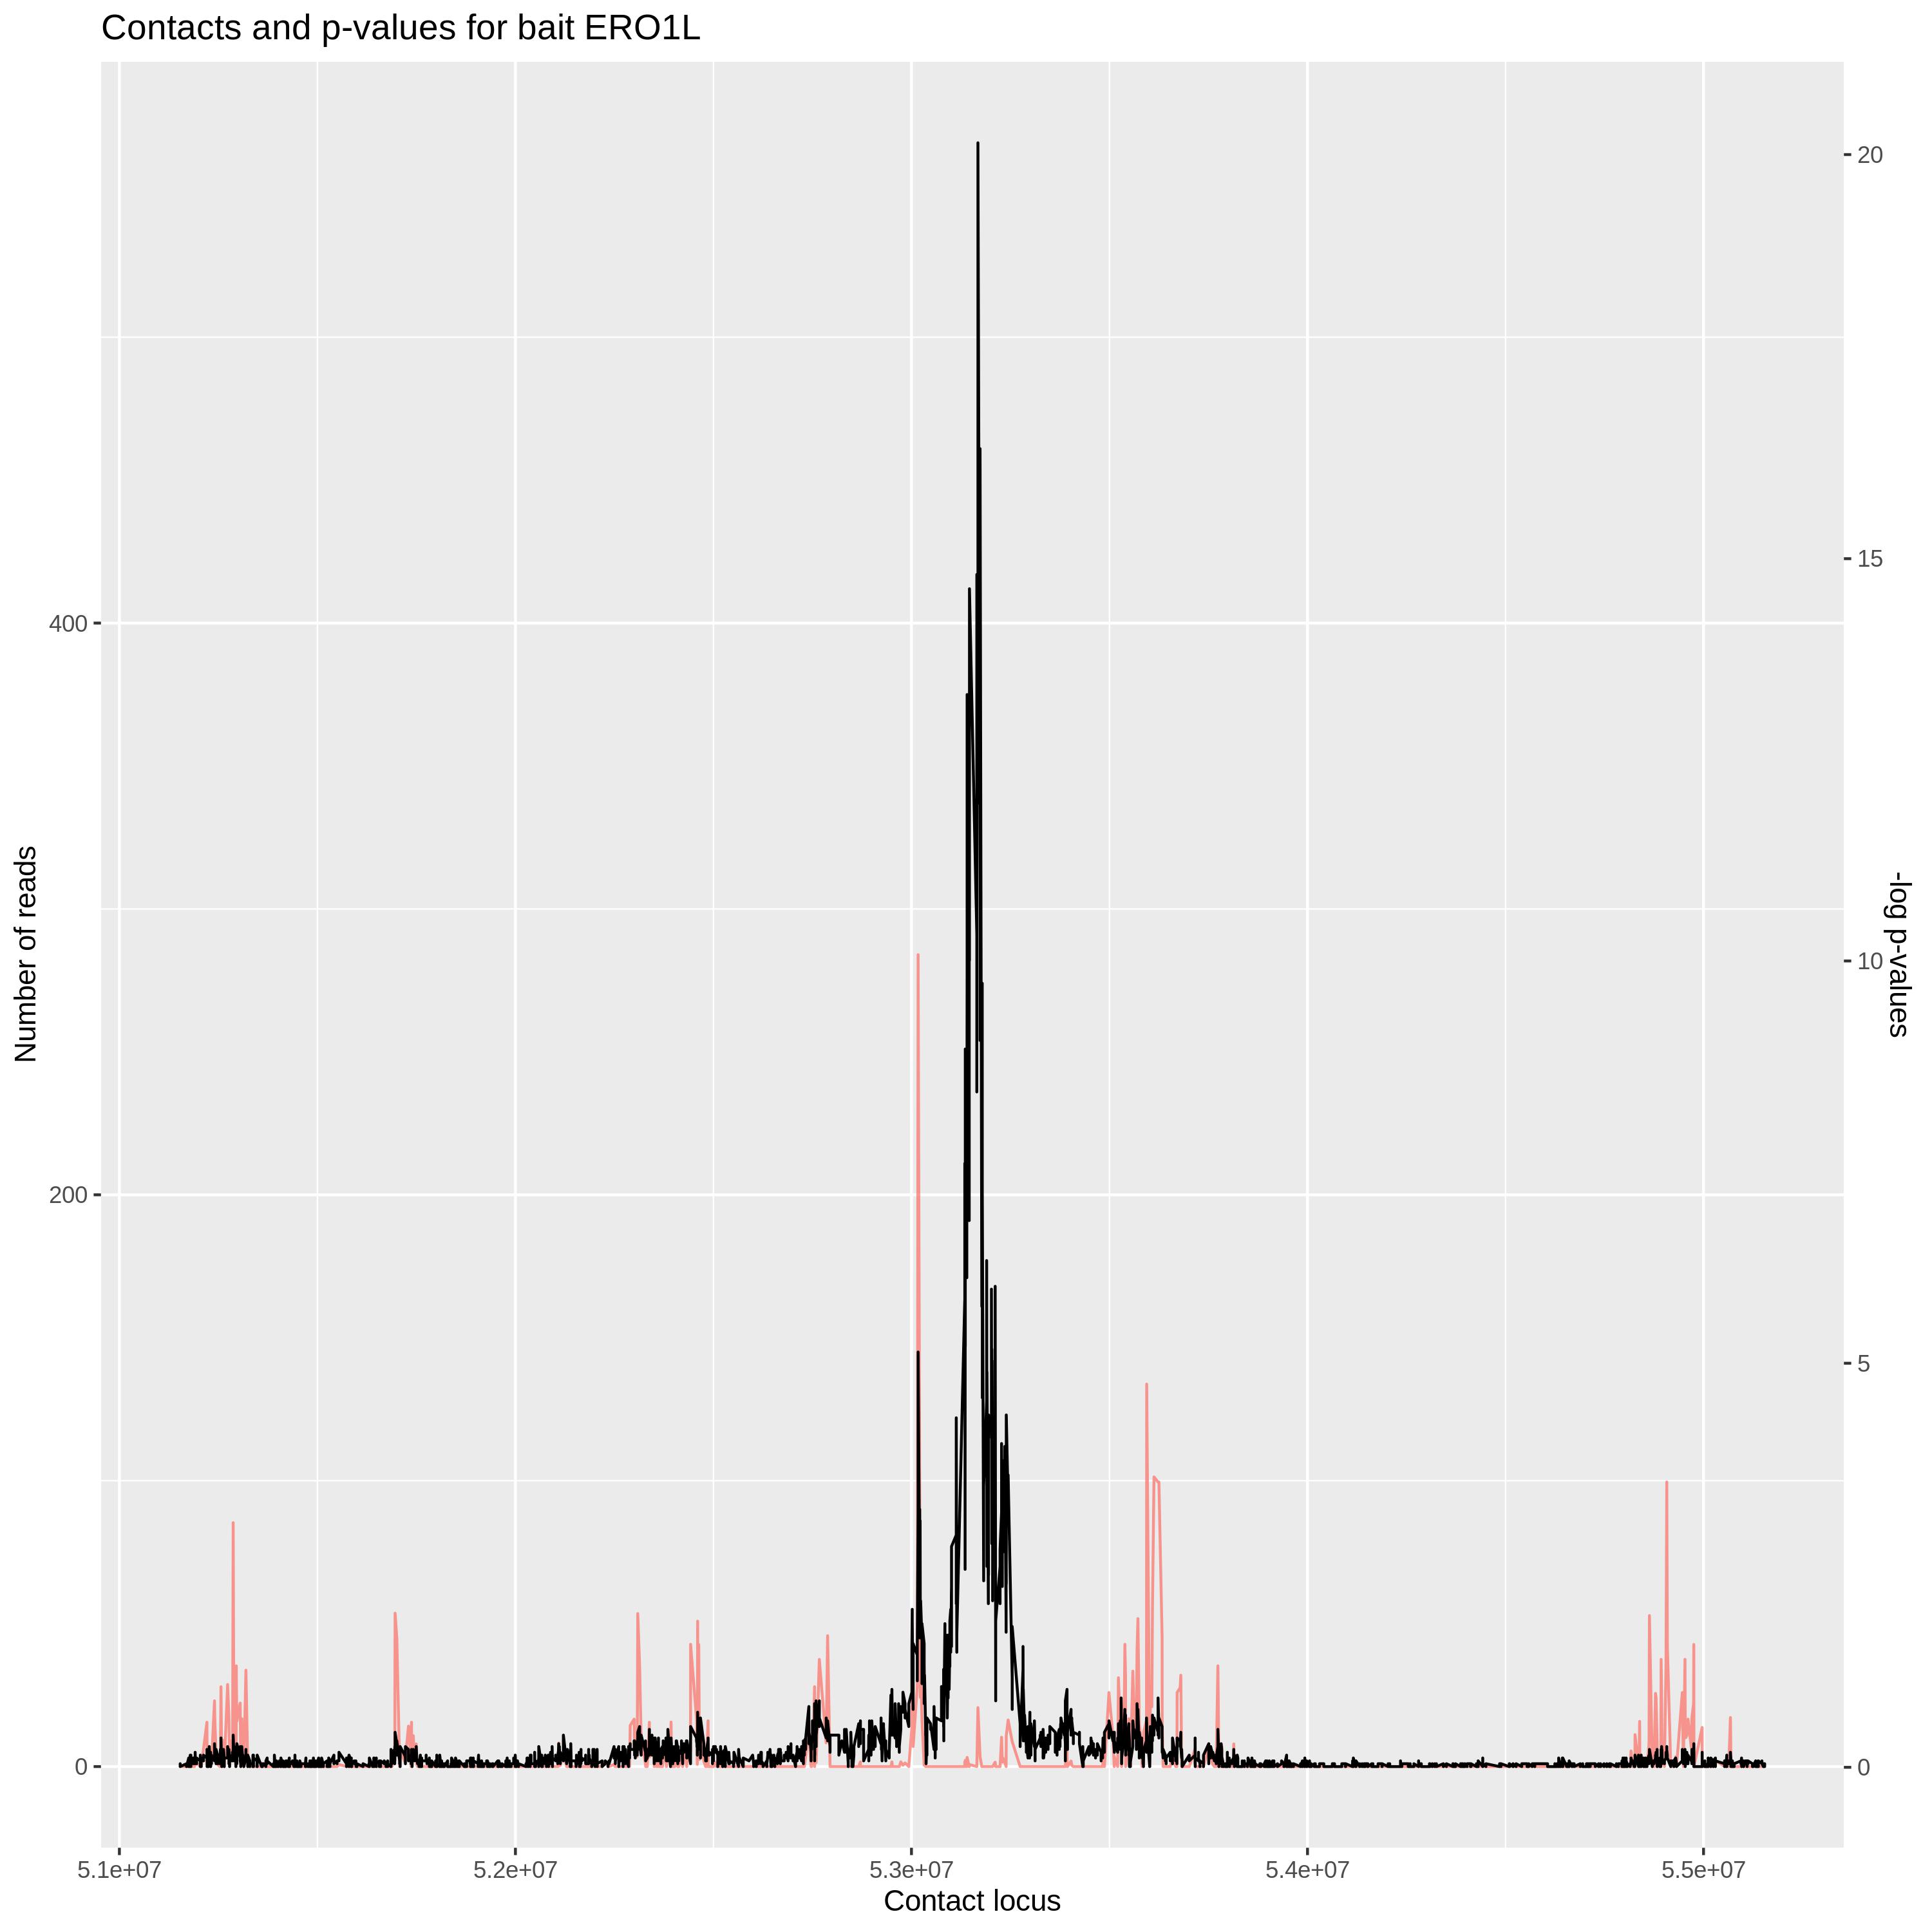 Contacts and p-values for bait ERO1L
20
15
400
Number of reads
-log p-values
10
200
5
0
0
5.1e+07
5.2e+07
5.3e+07
5.4e+07
5.5e+07
Contact locus